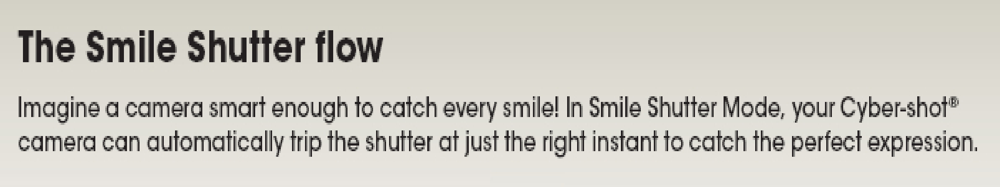 The Smile Shutter flow
Imagine a camera smart enough to catch every smile! In Smile Shutter Mode, your Cyber-shot®
camera can automatically trip the shutter at just the right instant to catch the perfect expression.